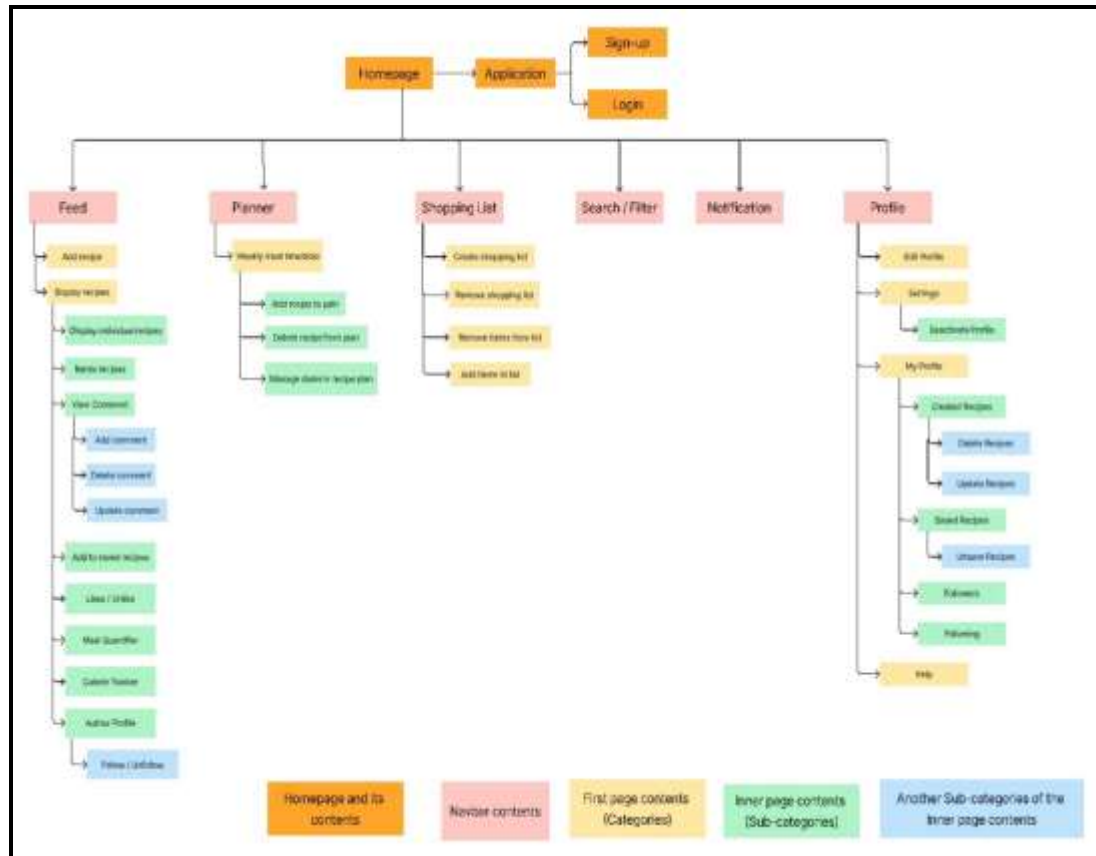 Sign-up
Homepage
Application
Login
Feed
Planner
Shopping List
Search / Filter
Notification
Profile
Add recipe
Display recipes
Display individual recipes
View Comment
Add comment
Delete comment
Update comment
Add to saved recipes
Likes / Unlike
Meal Quantifier
Calorie Tracker
Author Profile
Follow / Unfollow
Weekly meal timetable
Add recipe to plan
Delete recipe from plan
recipe plan
Create shopping list
Remove shopping list
Remove items from list
Add items in list
Edit Profile
Settings
Deactivate Profile
My Profile
Created Recipes
Delete Recipes
Update Recipes
Saved Recipes
Unsave Recipes
Followers
Following
Help
Homepage and its
contents
Navbar contents
First page contents
(Categories)
Inner page contents
(Sub-categories)
Another Sub-categories of the
Inner page contents